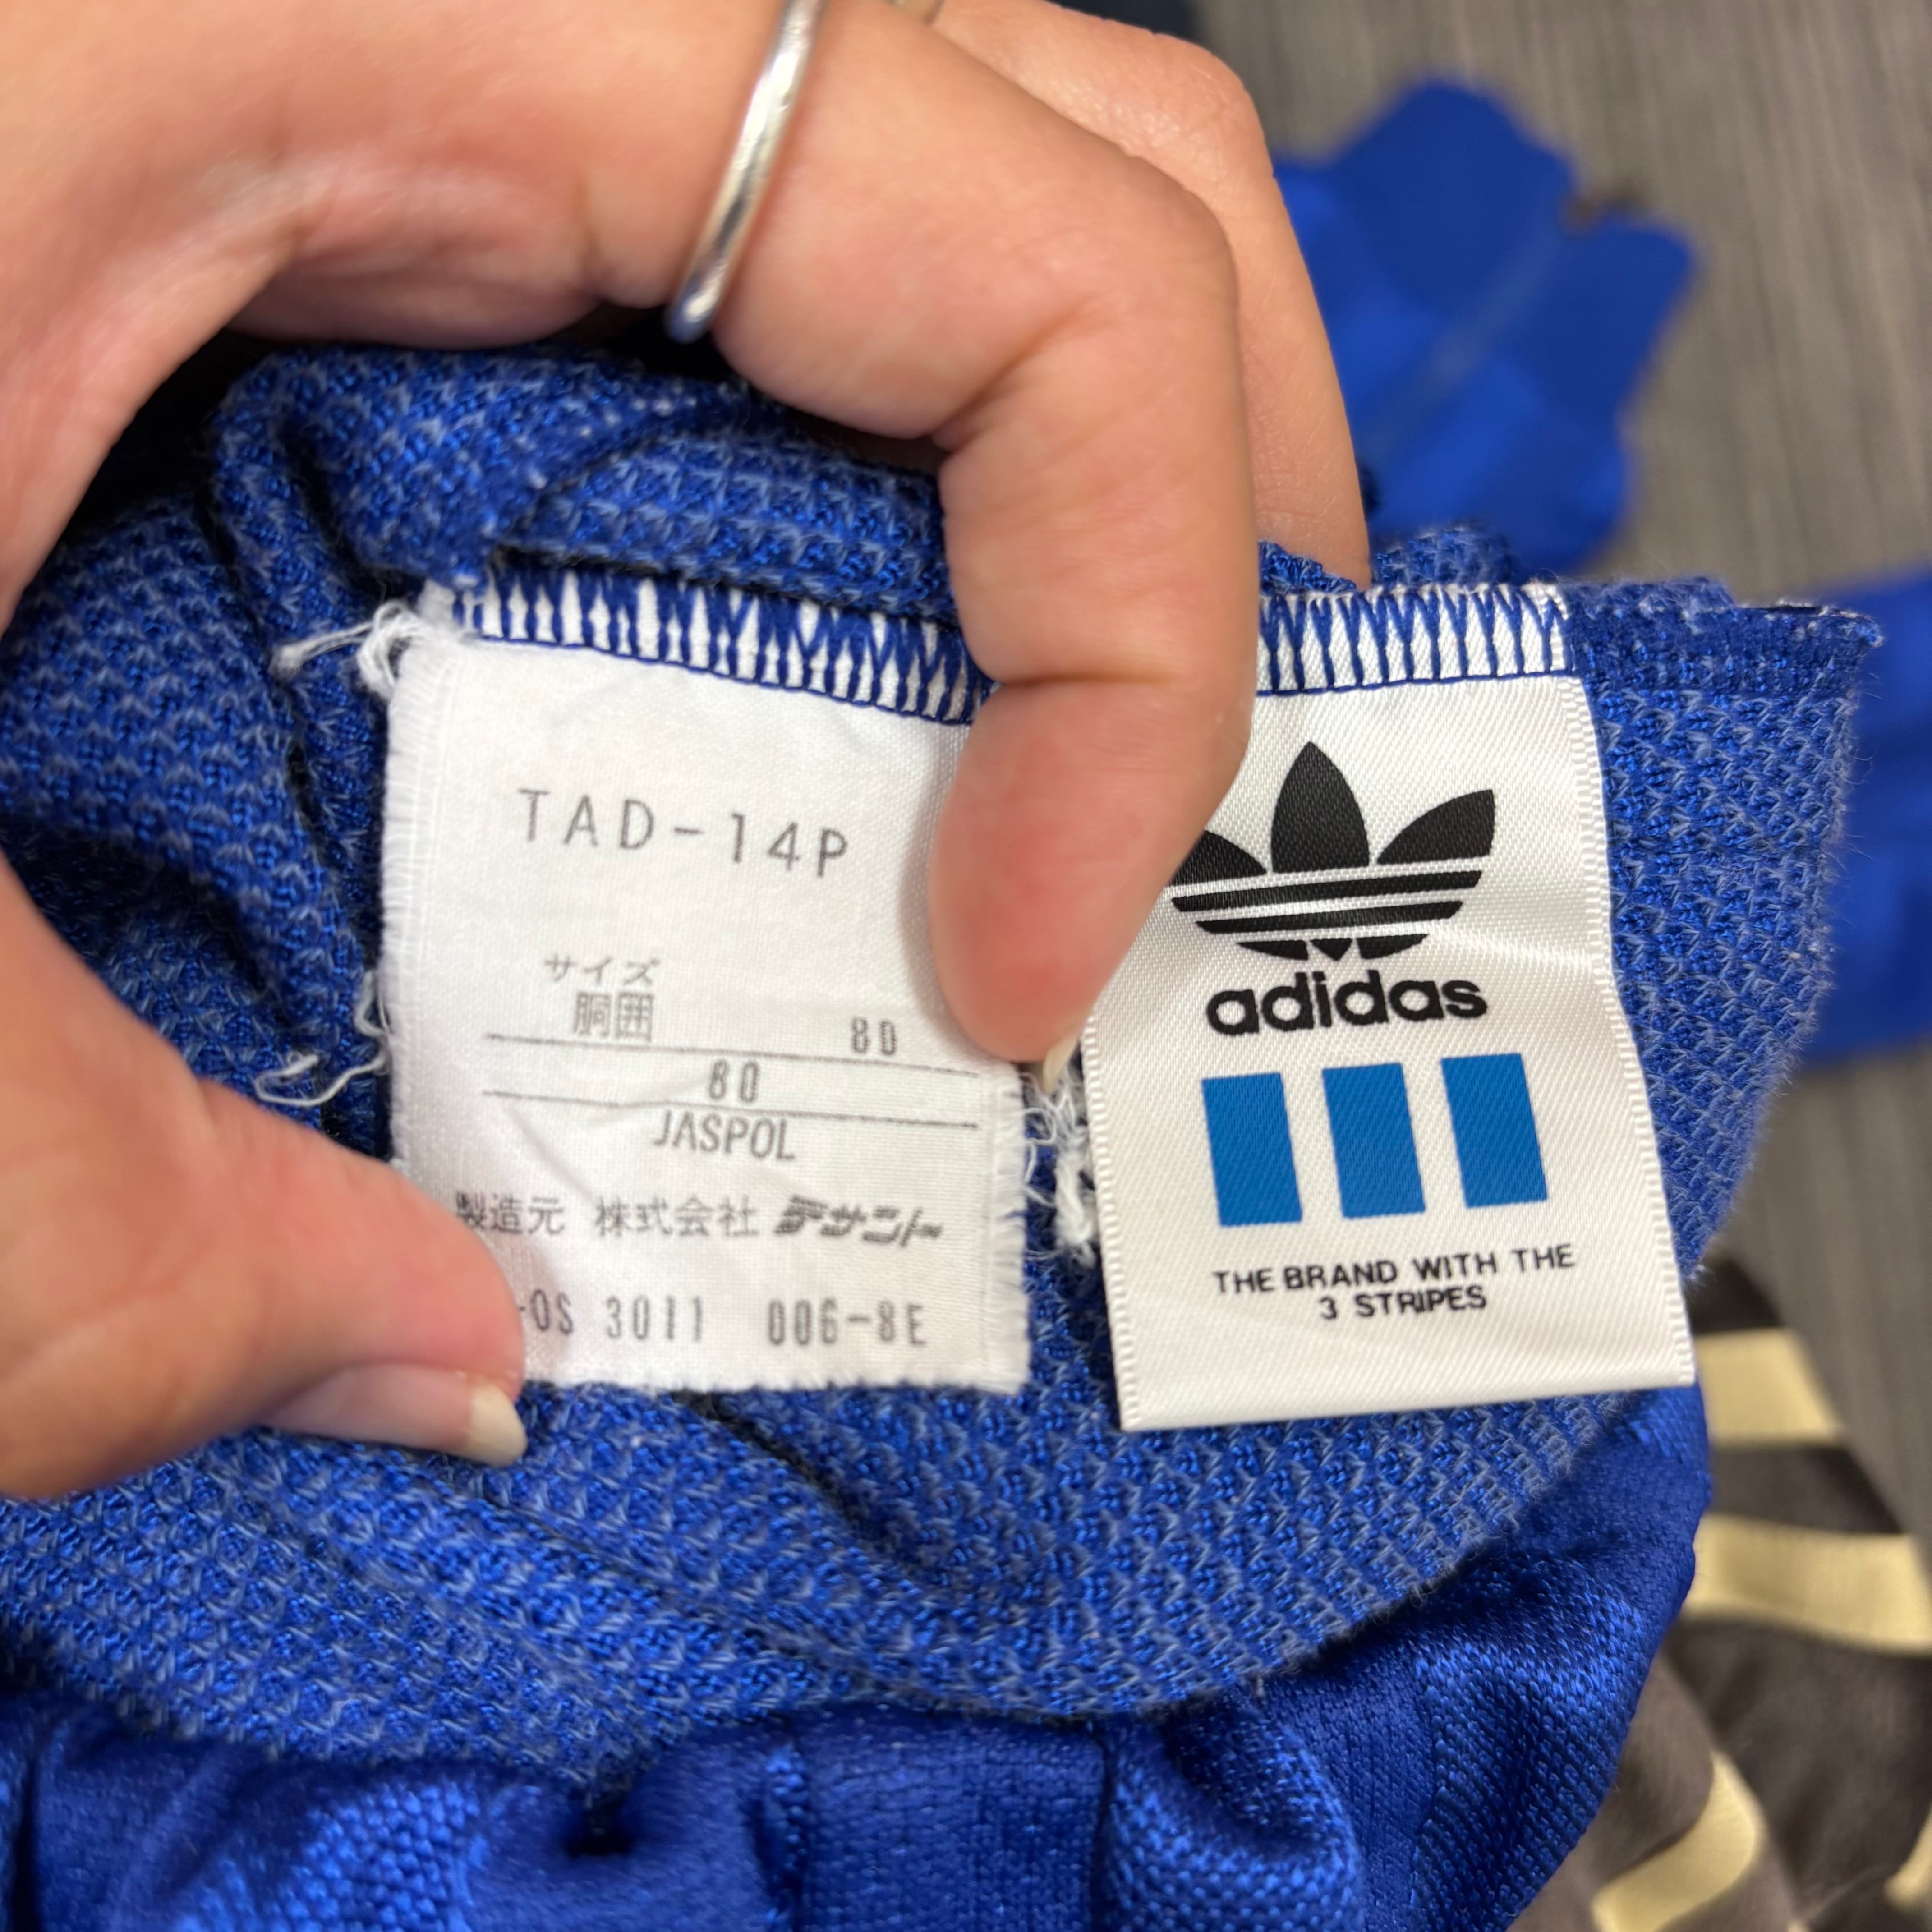 TAD-14P
サイズ
胴囲 80
80
JASPOL
製造元 株式会社 デサント
-OS 3011 006-8E
adidas
THE BRAND WITH THE
3 STRIPES